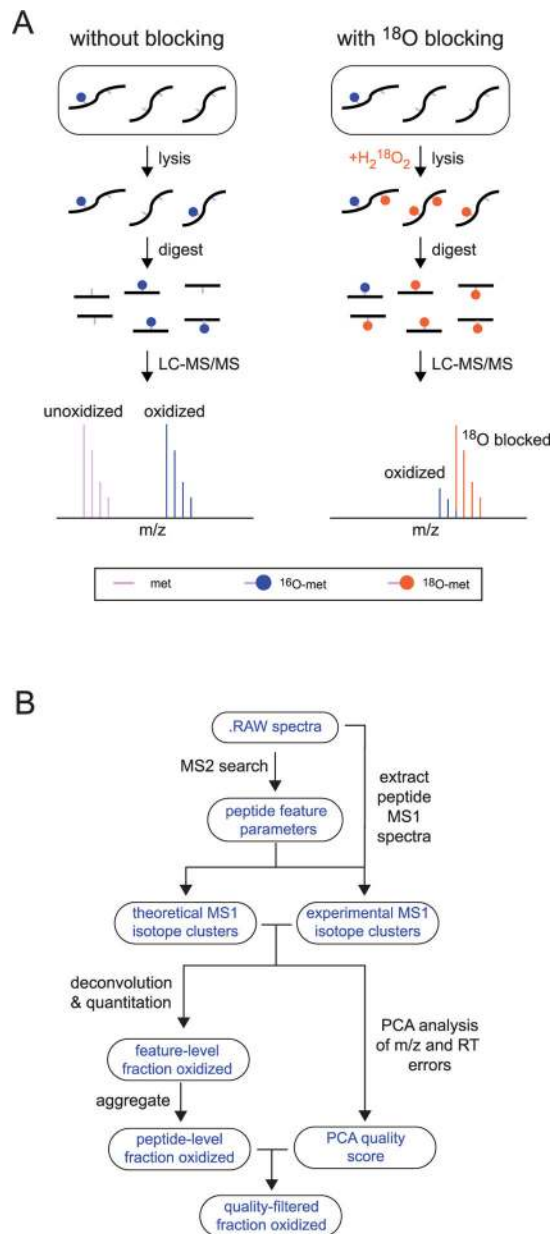 A
without blocking
with ¹⁸O blocking
lysis
+H₂¹⁸O₂
lysis
digest
digest
LC-MS/MS
LC-MS/MS
unoxidized
oxidized
oxidized
¹⁸O blocked
m/z
m/z
met
¹⁶O-met
¹⁸O-met
B
.RAW spectra
MS2 search
extract
peptide
MS1
spectra
peptide feature
parameters
theoretical MS1
isotope clusters
experimental MS1
isotope clusters
deconvolution
& quantitation
PCA analysis
of m/z and RT
errors
feature-level
fraction oxidized
aggregate
peptide-level
fraction oxidized
PCA quality
score
quality-filtered
fraction oxidized